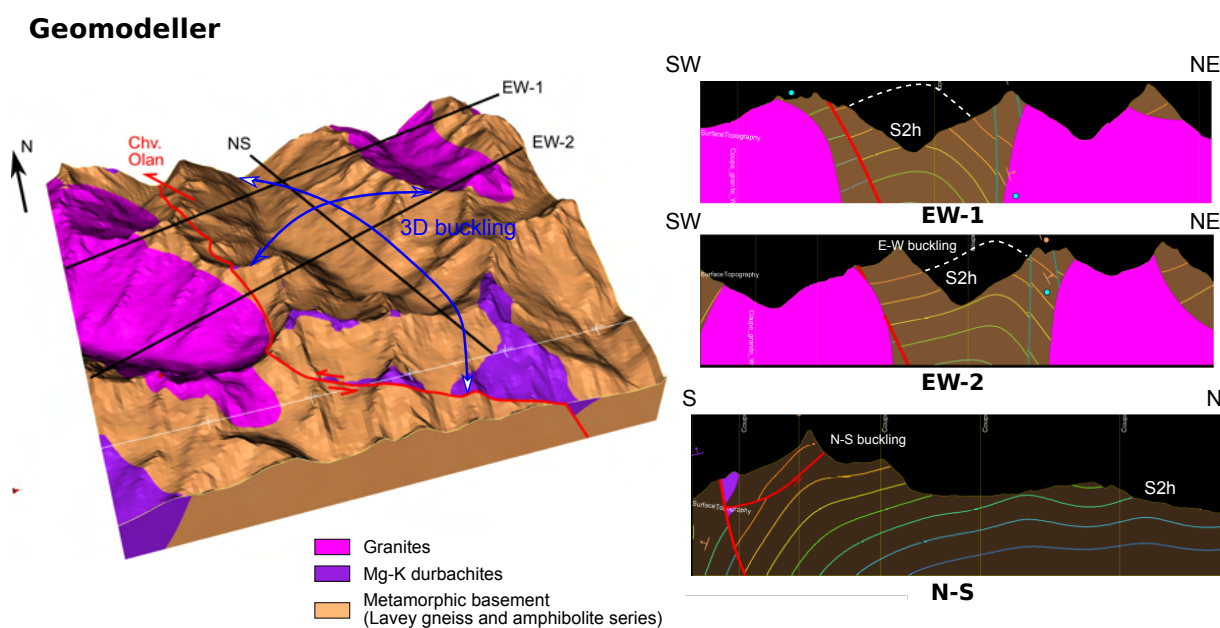 Geomodeller
N
Chv.
Olan
NS
EW-1
EW-2
3D buckling
Granites
Mg-K durbachites
Metamorphic basement
(Lavey gneiss and amphibolite series)
SW
NE
SurfaceTopography
S2h
EW-1
SW
NE
SurfaceTopography
E-W buckling
S2h
EW-2
S
N
N-S buckling
SurfaceTopography
S2h
N-S